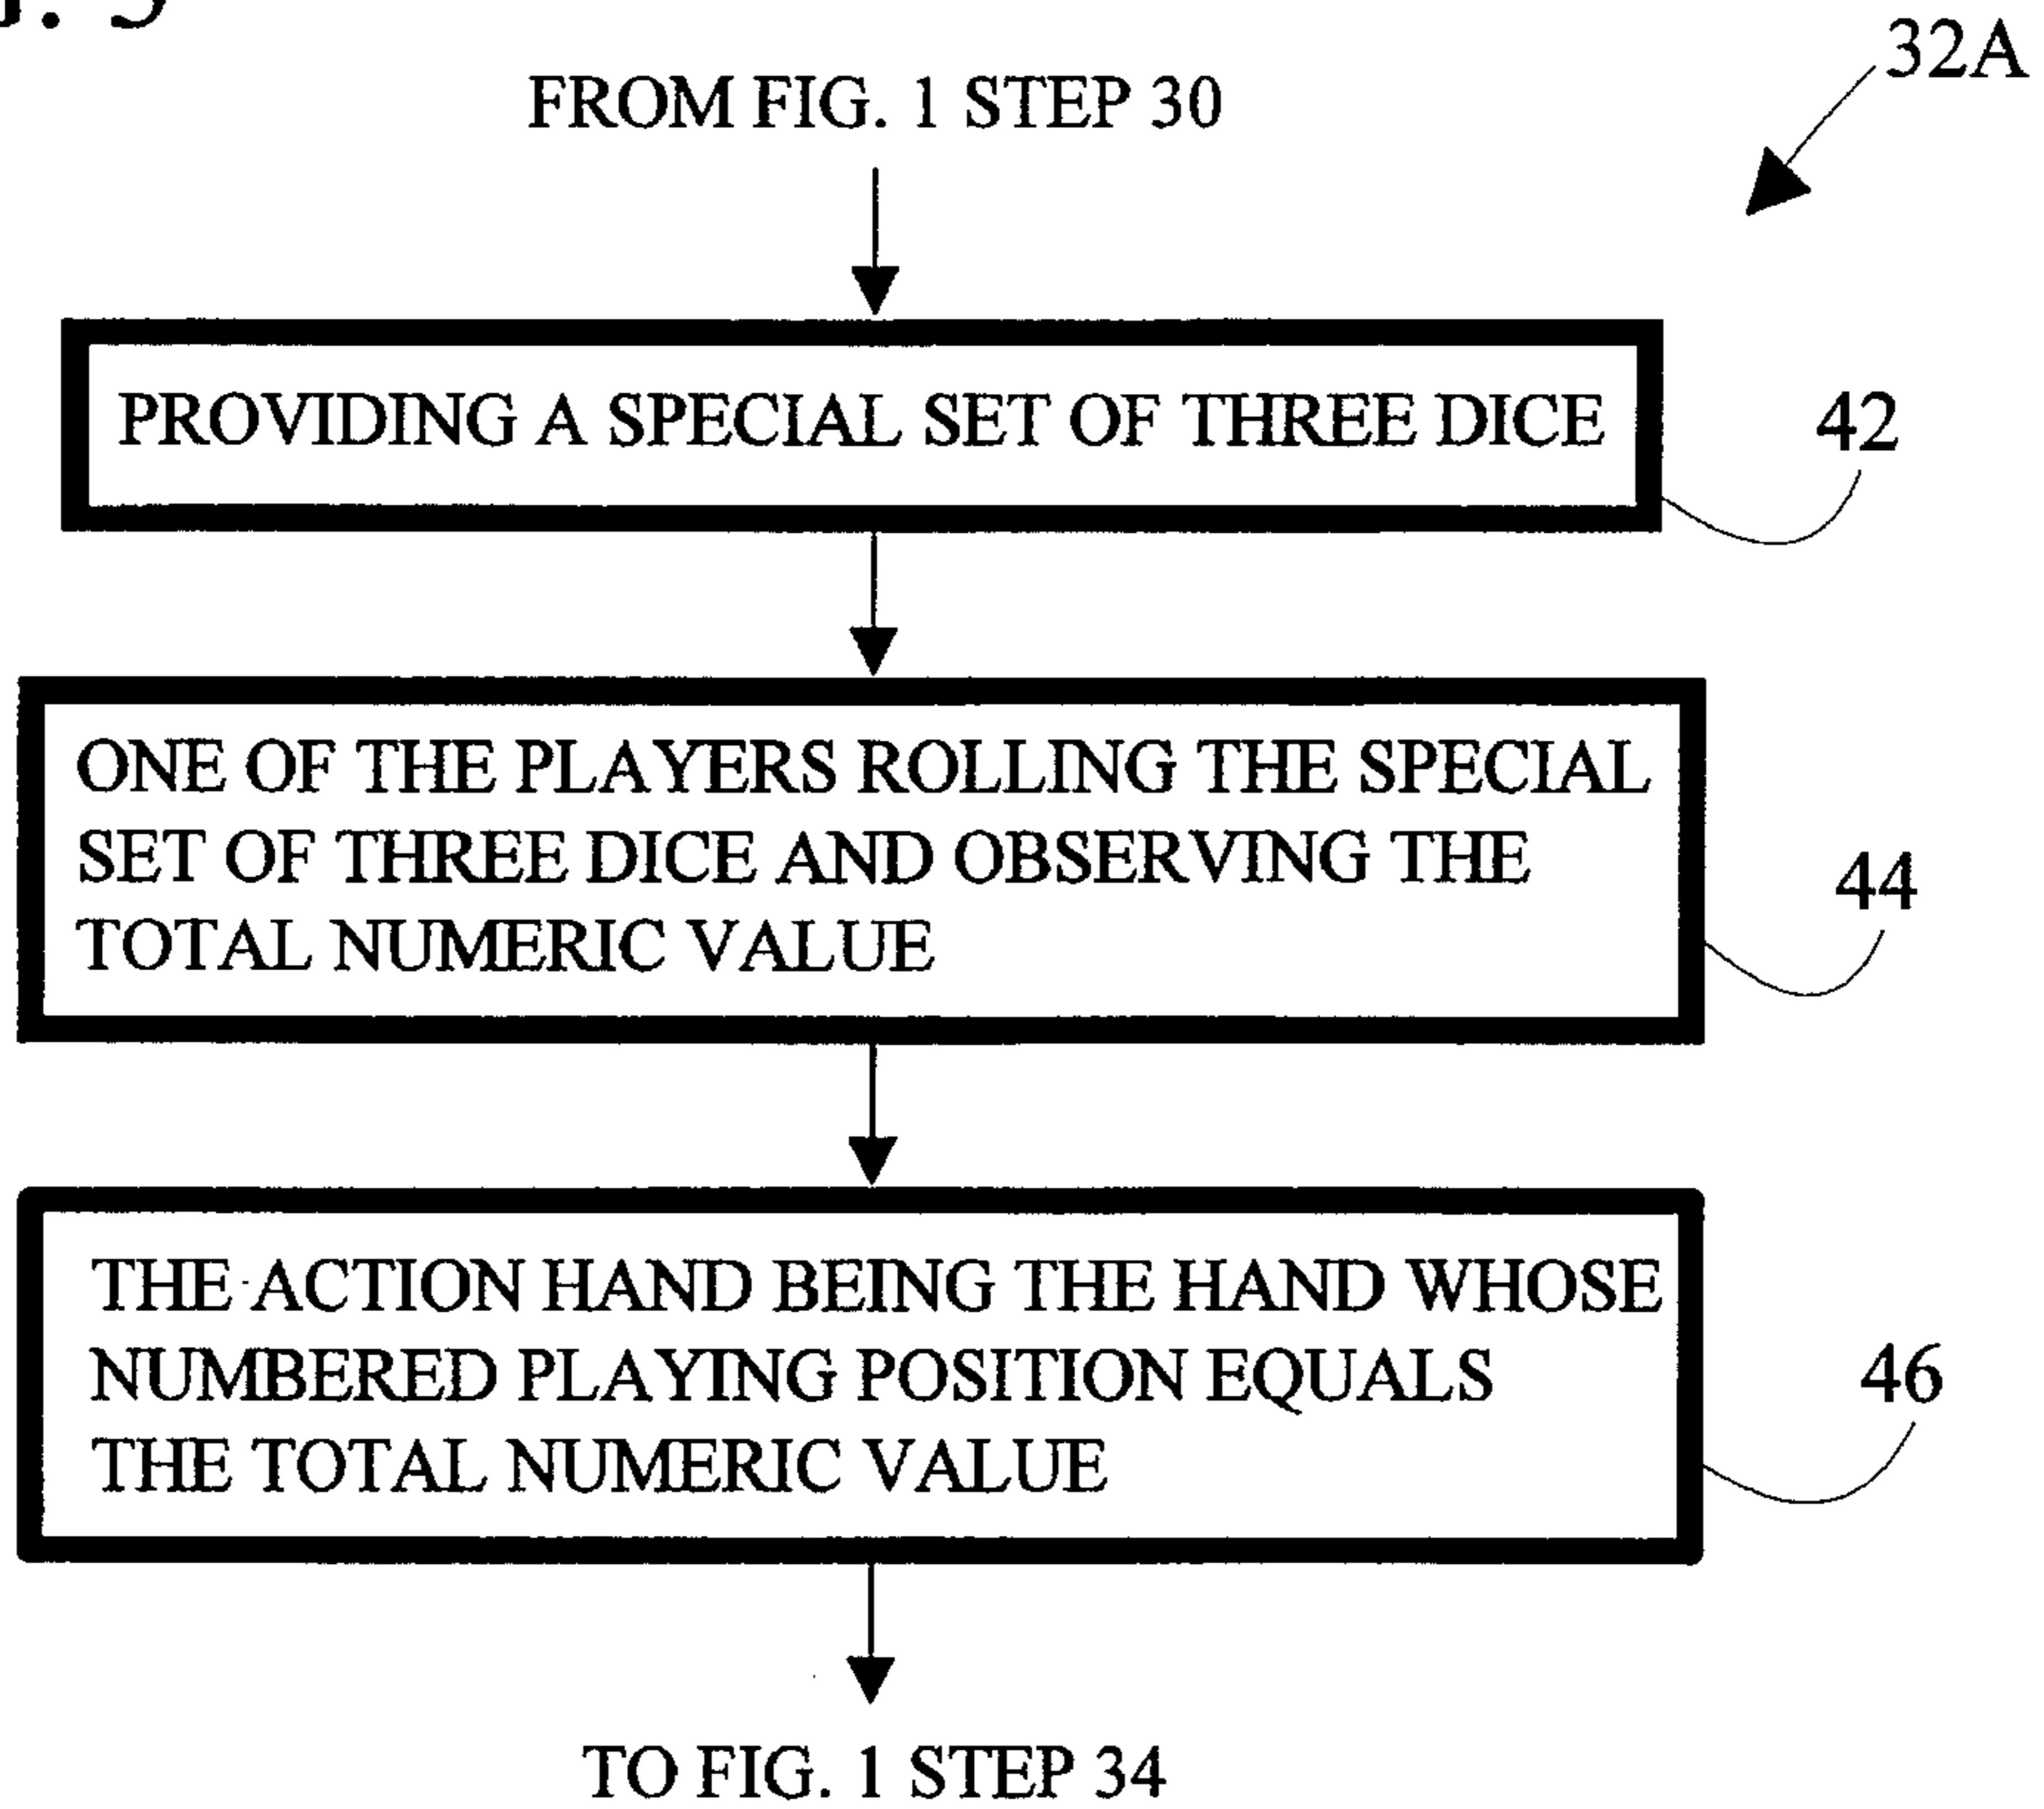 32A
FROM FIG. 1 STEP 30
PROVIDING A SPECIAL SET OF THREE DICE
42
ONE OF THE PLAYERS ROLLING THE SPECIAL
SET OF THREE DICE AND OBSERVING THE
TOTAL NUMERIC VALUE
44
THE ACTION HAND BEING THE HAND WHOSE
NUMBERED PLAYING POSITION EQUALS
THE TOTAL NUMERIC VALUE
46
TO FIG. 1 STEP 34